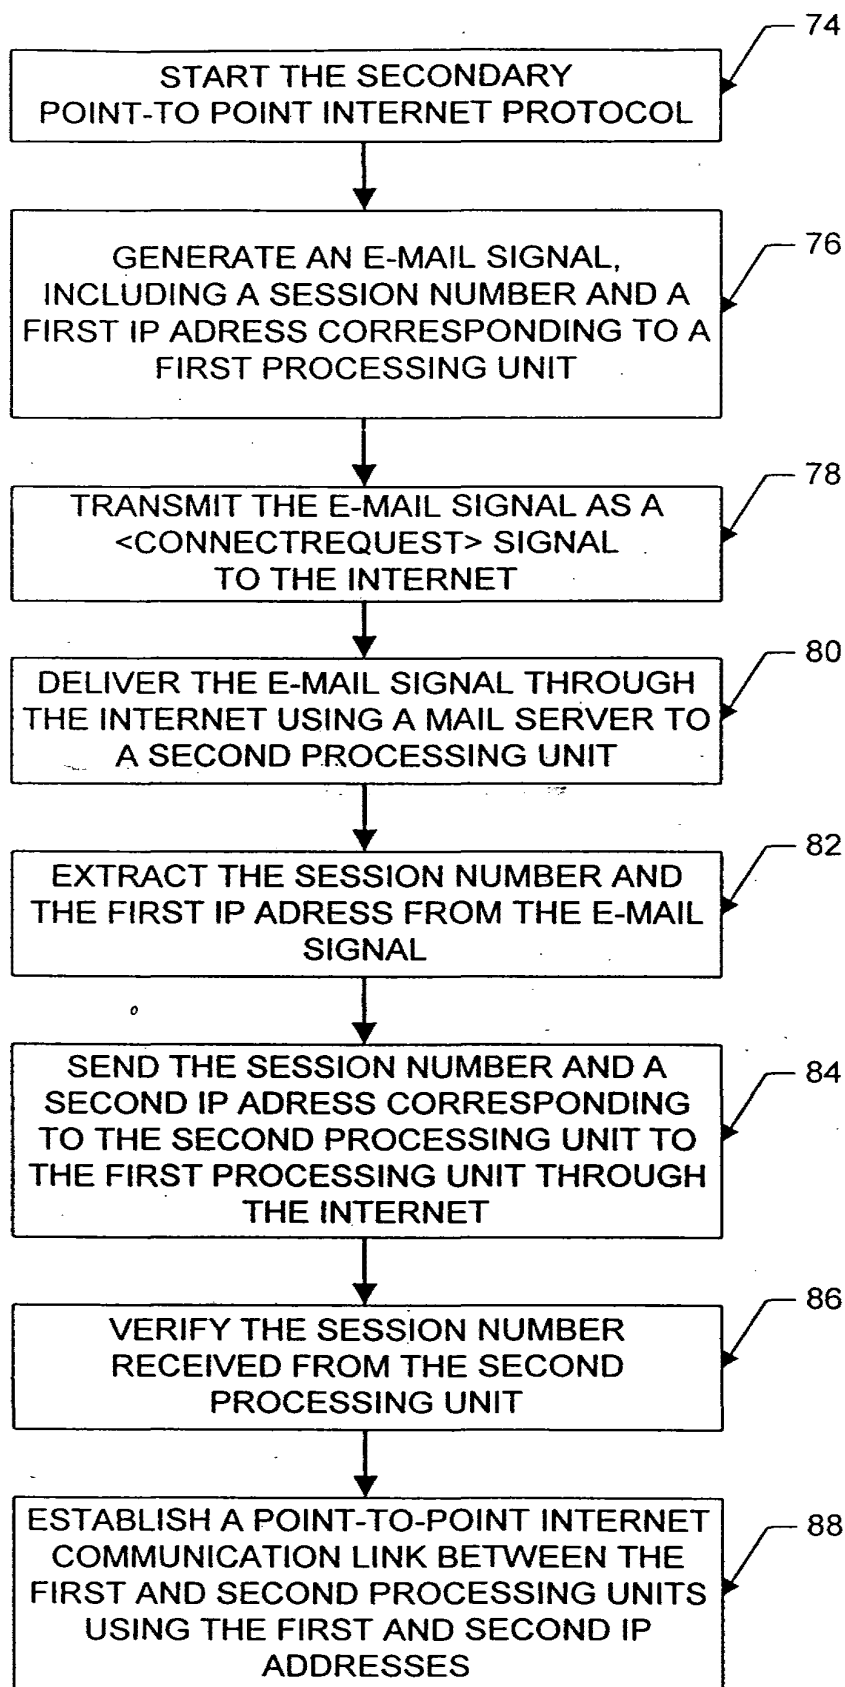 74
START THE SECONDARY
POINT-TO POINT INTERNET PROTOCOL
76
GENERATE AN E-MAIL SIGNAL,
INCLUDING A SESSION NUMBER AND A
FIRST IP ADRESS CORRESPONDING TO A
FIRST PROCESSING UNIT
78
TRANSMIT THE E-MAIL SIGNAL AS A
<CONNECTREQUEST> SIGNAL
TO THE INTERNET
80
DELIVER THE E-MAIL SIGNAL THROUGH
THE INTERNET USING A MAIL SERVER TO
A SECOND PROCESSING UNIT
82
EXTRACT THE SESSION NUMBER AND
THE FIRST IP ADRESS FROM THE E-MAIL
SIGNAL
84
SEND THE SESSION NUMBER AND A
SECOND IP ADRESS CORRESPONDING
TO THE SECOND PROCESSING UNIT TO
THE FIRST PROCESSING UNIT THROUGH
THE INTERNET
86
VERIFY THE SESSION NUMBER
RECEIVED FROM THE SECOND
PROCESSING UNIT
88
ESTABLISH A POINT-TO-POINT INTERNET
COMMUNICATION LINK BETWEEN THE
FIRST AND SECOND PROCESSING UNITS
USING THE FIRST AND SECOND IP
ADDRESSES